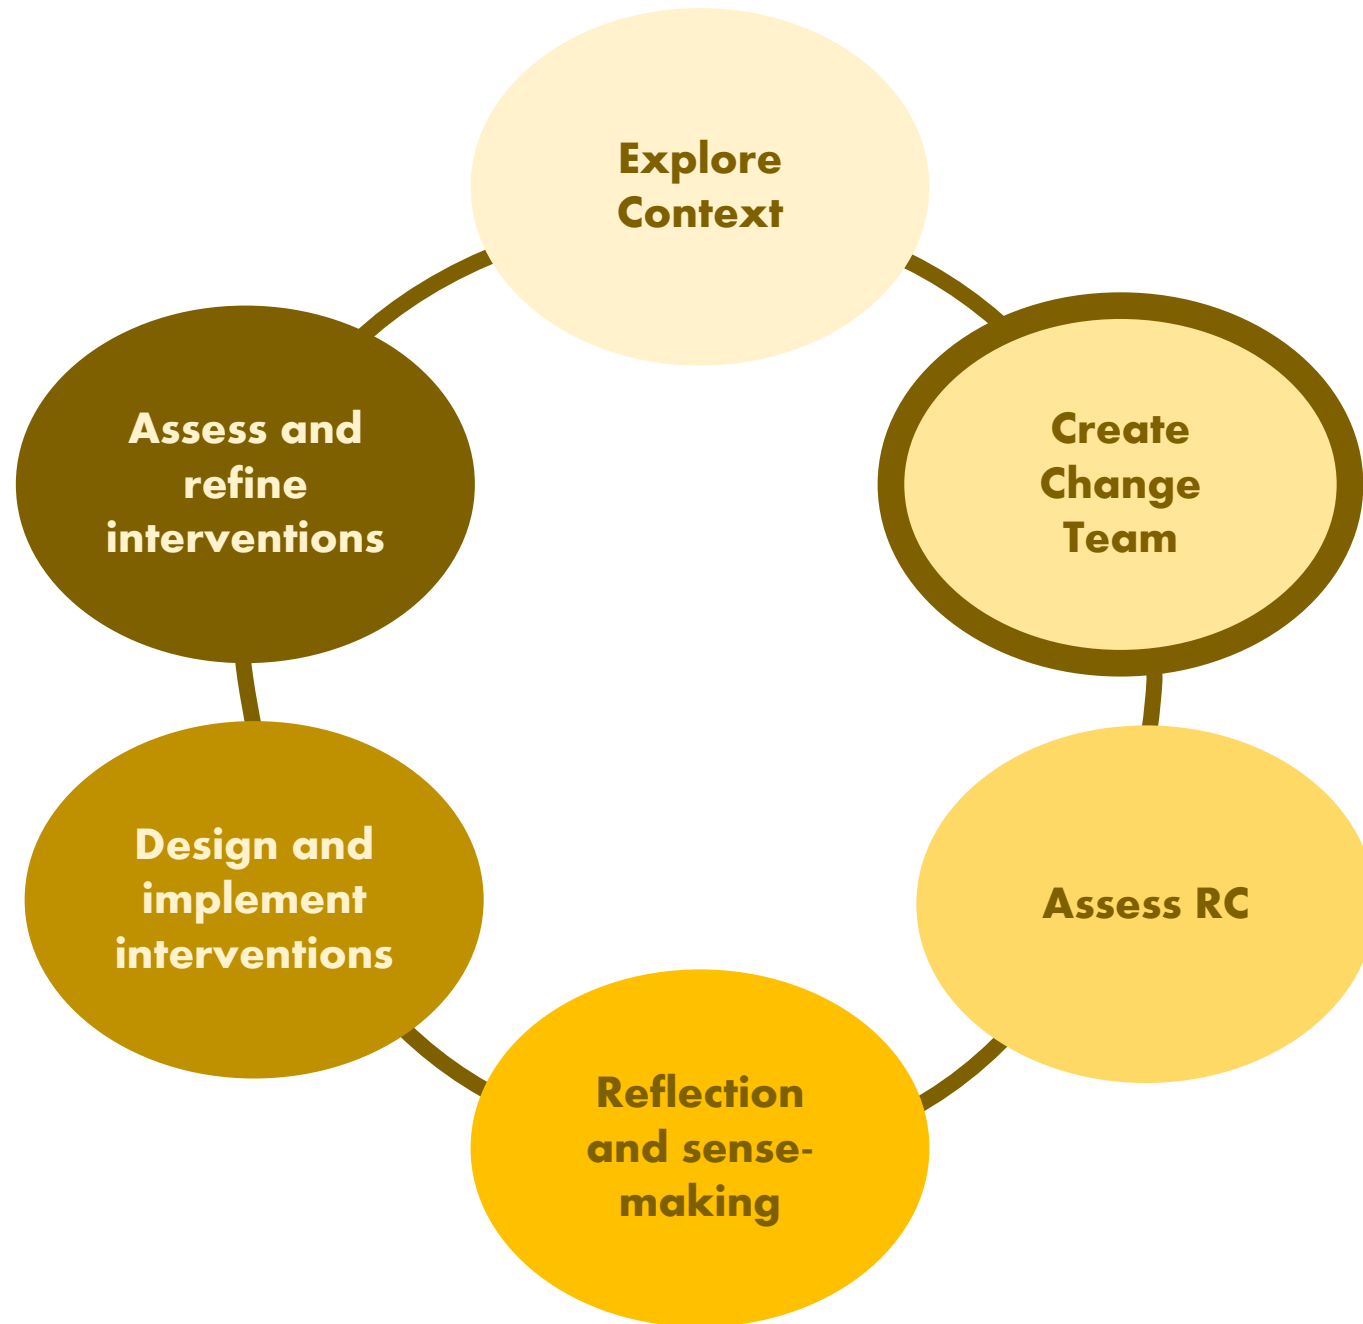 Explore
Context
Create
Change
Team
Assess RC
Reflection
and sense-
making
Design and
implement
interventions
Assess and
refine
interventions